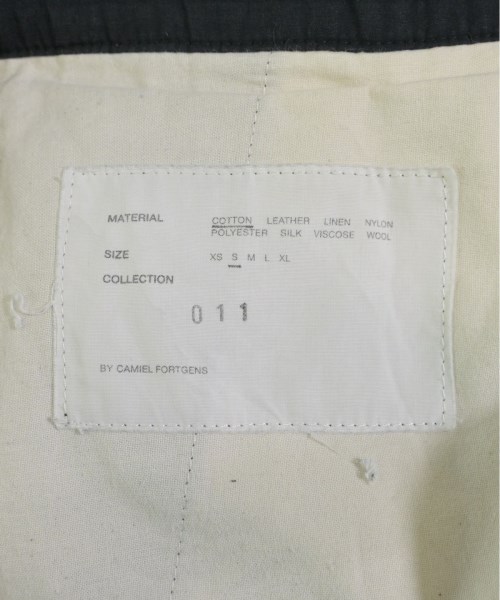 MATERIAL COTTON LEATHER LINEN NYLON
POLYESTER SILK VISCOSE WOOL
SIZE XS S M L XL
COLLECTION
011
BY CAMIEL FORTGENS